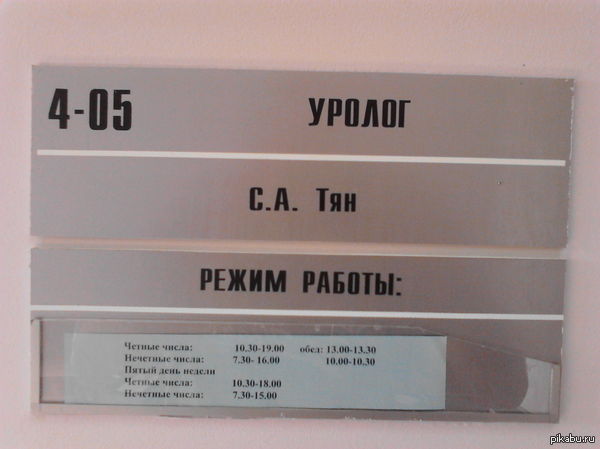 4-05 УРОЛОГ
С.А. Тян
РЕЖИМ РАБОТЫ:
Четные числа: 10.30-19.00 обед: 13.00-13.30
Нечетные числа: 7.30- 16.00 10.00-10.30
Пятый день недели
Четные числа: 10.30-18.00
Нечетные числа: 7.30-15.00
pikabu.ru